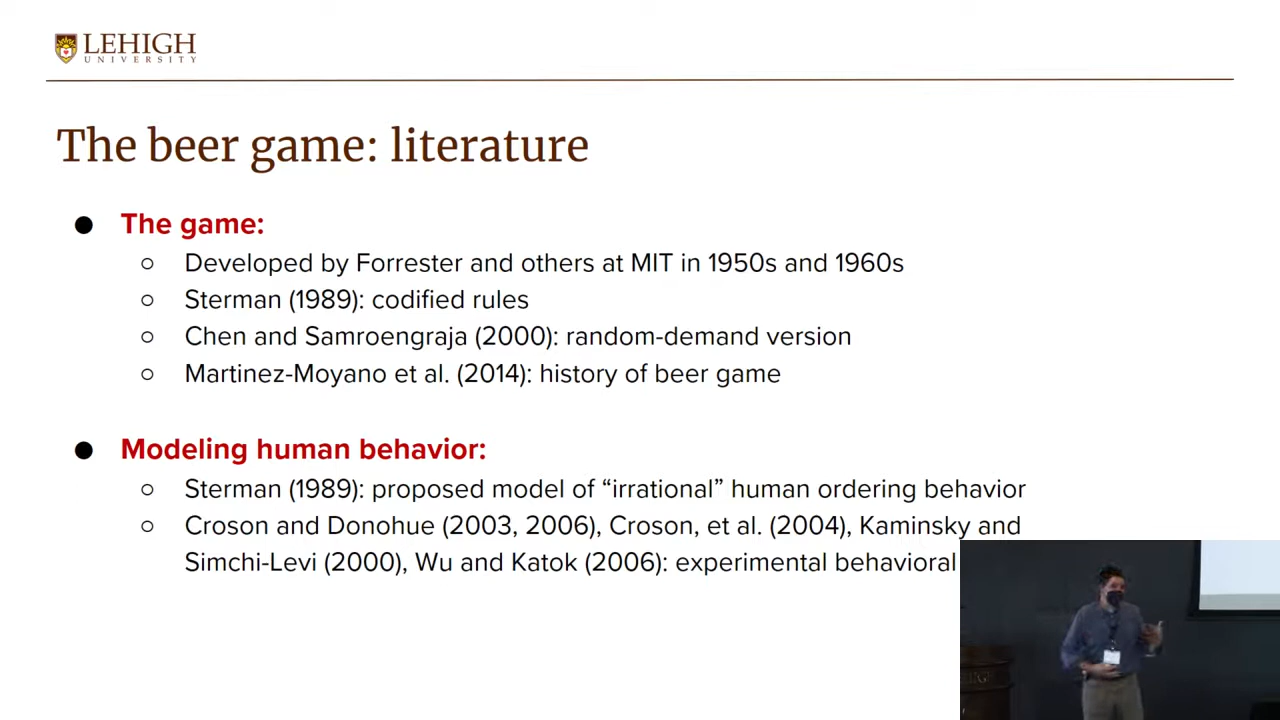 LEHIGH
UNIVERSITY
The beer game: literature
● The game:
○ Developed by Forrester and others at MIT in 1950s and 1960s
○ Sterman (1989): codified rules
○ Chen and Samroengraja (2000): random-demand version
○ Martinez-Moyano et al. (2014): history of beer game
● Modeling human behavior:
○ Sterman (1989): proposed model of “irrational” human ordering behavior
○ Croson and Donohue (2003, 2006), Croson, et al. (2004), Kaminsky and
Simchi-Levi (2000), Wu and Katok (2006): experimental behavioral